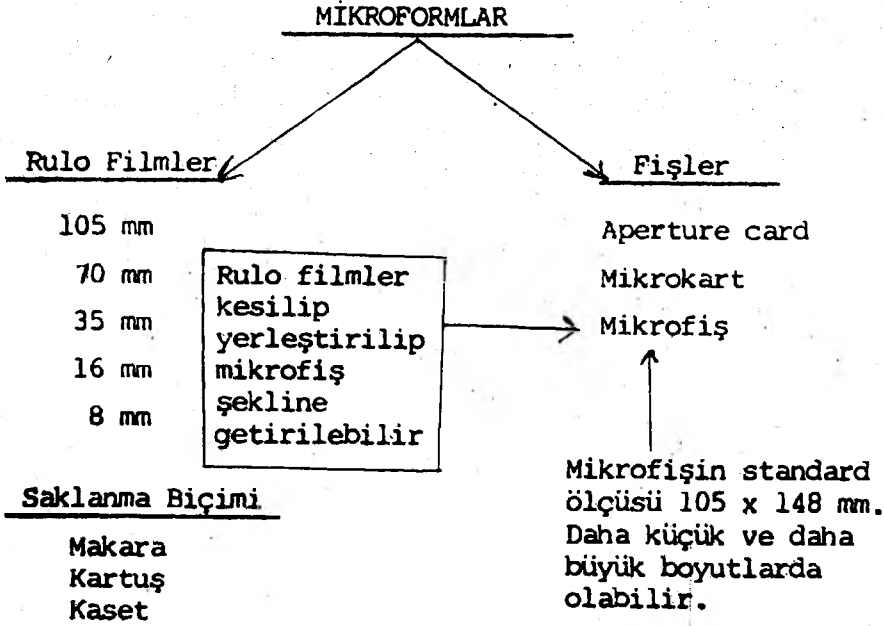 MİKROFORMLAR
Rulo Filmler
105 mm
70 mm
35 mm
16 mm
8 mm
Rulo filmler
kesilip
yerleştirilip
mikrofiş
şekline
getirilebilir
Saklanma Biçimi
Makara
Kartuş
Kaset
Fişler
Aperture card
Mikrokart
Mikrofiş
Mikrofişin standard
ölçüsü 105 x 148 mm.
Daha küçük ve daha
büyük boyutlarda
olabilir.